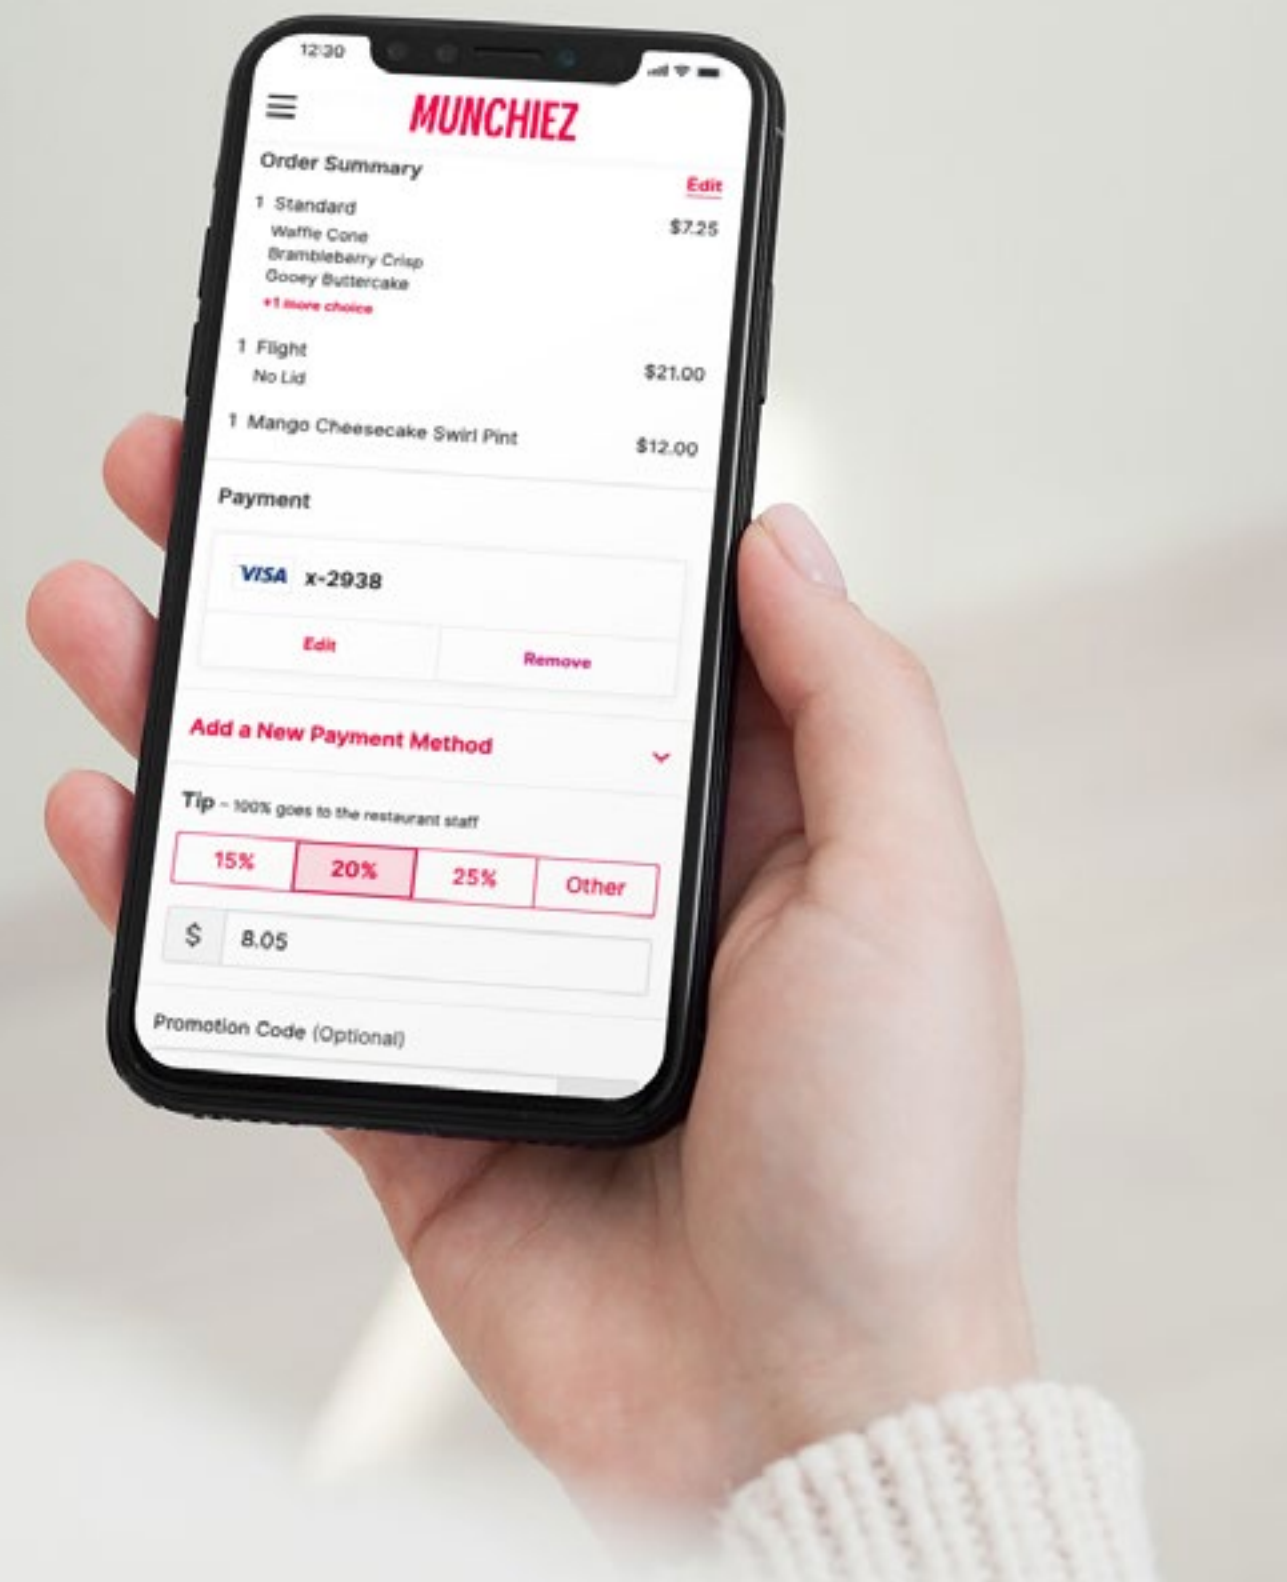 12:30
MUNCHIEZ
Order Summary
Edit
1 Standard $7.25
Waffle Cone
Brambleberry Crisp
Gooey Buttercake
+1 more choice
1 Flight $21.00
No Lid
1 Mango Cheesecake Swirl Pint $12.00
Payment
VISA x-2938
Edit Remove
Add a New Payment Method
Tip - 100% goes to the restaurant staff
15% 20% 25% Other
$ 8.05
Promotion Code (Optional)